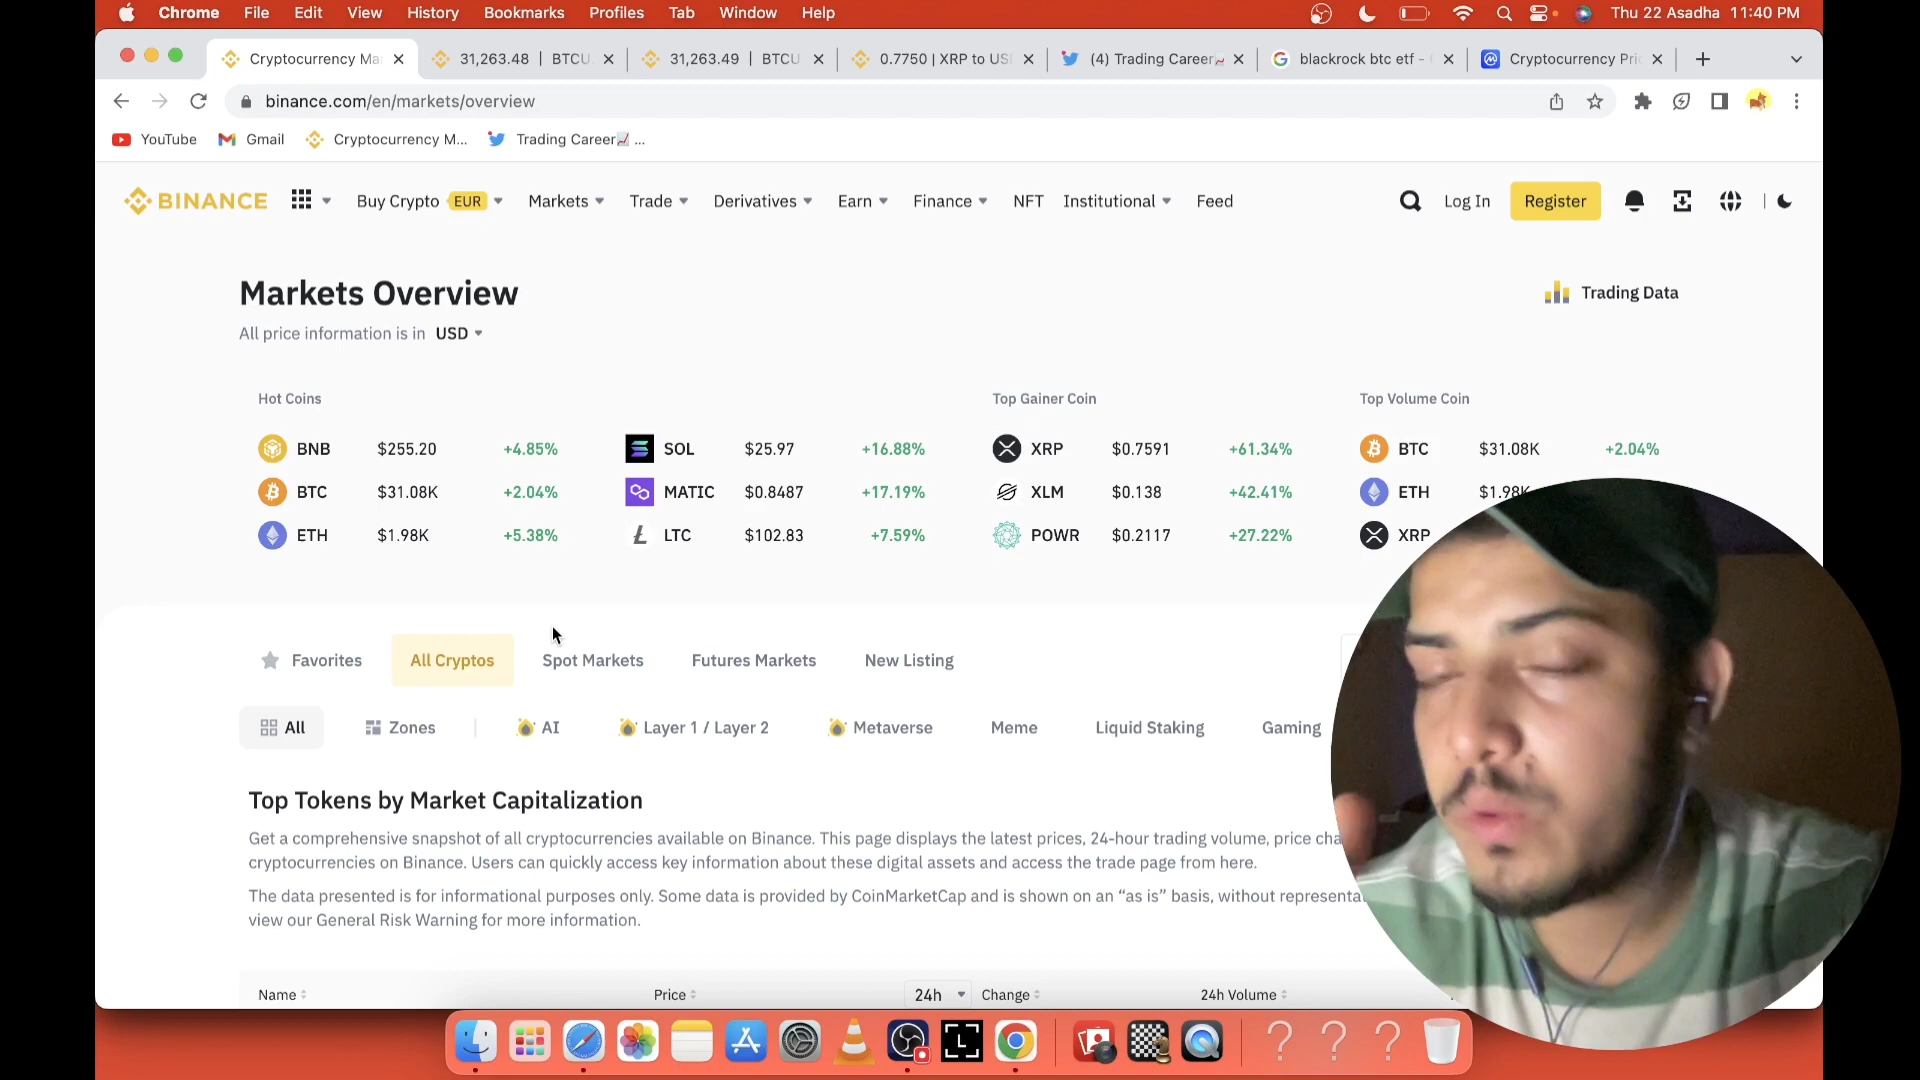 Chrome File Edit View History Bookmarks Profiles Tab Window Help Thu 22 Asadha 11:40 PM
Cryptocurrency Ma 31,263.48 | BTCU 31,263.49 | BTCU 0.7750 | XRP to US (4) Trading Career blackrock btc etf - Cryptocurrency Pri
binance.com/en/markets/overview
YouTube Gmail Cryptocurrency M... Trading Career ...
BINANCE Buy Crypto EUR Markets Trade Derivatives Earn Finance NFT Institutional Feed Log In Register
Markets Overview
Trading Data
All price information is in USD
Hot Coins Top Gainer Coin Top Volume Coin
BNB $255.20 +4.85% SOL $25.97 +16.88% XRP $0.7591 +61.34% BTC $31.08K +2.04%
BTC $31.08K +2.04% MATIC $0.8487 +17.19% XLM $0.138 +42.41% ETH $1.98K
ETH $1.98K +5.38% LTC $102.83 +7.59% POWR $0.2117 +27.22% XRP
Favorites All Cryptos Spot Markets Futures Markets New Listing
All Zones AI Layer 1 / Layer 2 Metaverse Meme Liquid Staking Gaming
Top Tokens by Market Capitalization
Get a comprehensive snapshot of all cryptocurrencies available on Binance. This page displays the latest prices, 24-hour trading volume, price cha
cryptocurrencies on Binance. Users can quickly access key information about these digital assets and access the trade page from here.
The data presented is for informational purposes only. Some data is provided by CoinMarketCap and is shown on an “as is” basis, without representa
view our General Risk Warning for more information.
Name Price 24h Change 24h Volume